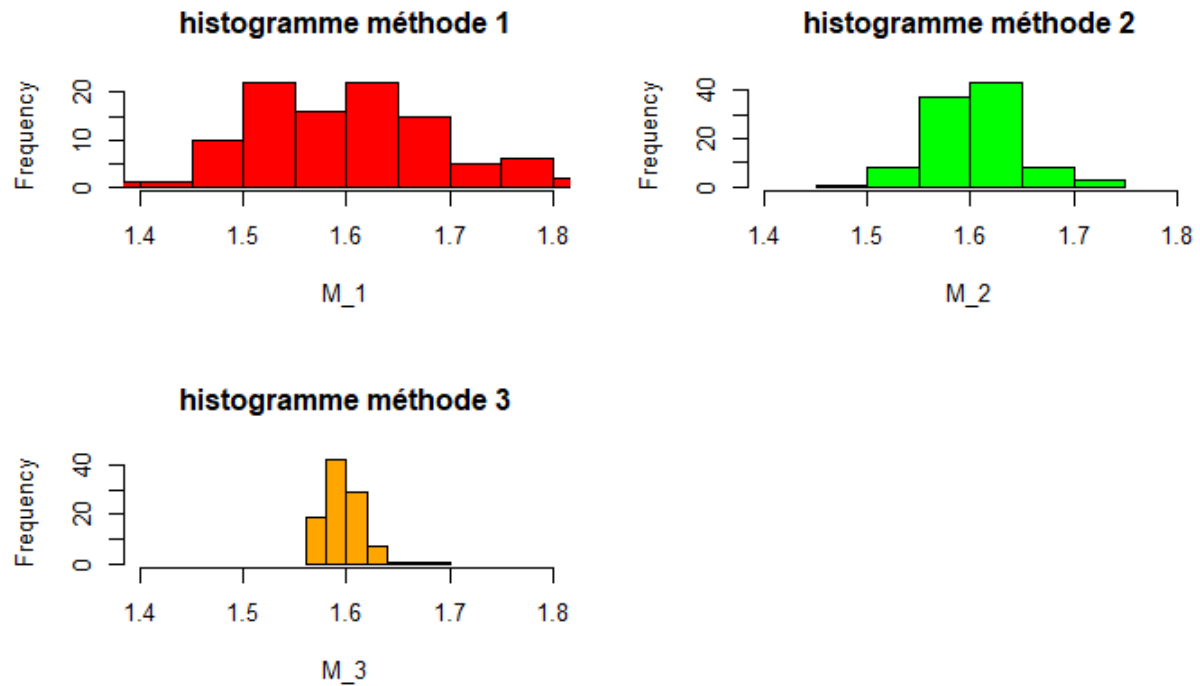 histogramme méthode 1
Frequency
0 10 20
1.4 1.5 1.6 1.7 1.8
M_1
histogramme méthode 2
Frequency
0 20 40
1.4 1.5 1.6 1.7 1.8
M_2
histogramme méthode 3
Frequency
0 20 40
1.4 1.5 1.6 1.7 1.8
M_3